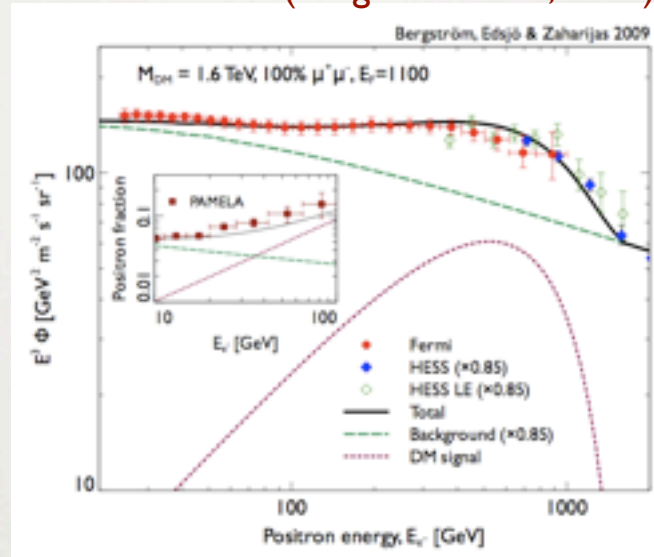 Bergström, Edsjö & Zaharijas 2009
M_DM = 1.6 TeV, 100% μ⁺μ⁻, E_F=1100
100
10
E³ Φ [GeV² m⁻² s⁻¹ sr⁻¹]
PAMELA
Positron fraction
0.1
0.01
10
100
[GeV]
Fermi
HESS (×0.85)
HESS LE (×0.85)
Total
Background (×0.85)
DM signal
100
1000
Positron energy, [GeV]